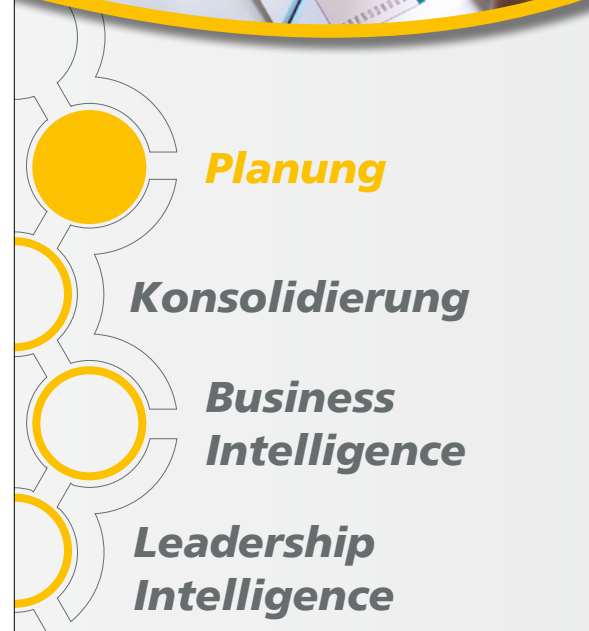 Planung
Konsolidierung
Business
Intelligence
Leadership
Intelligence